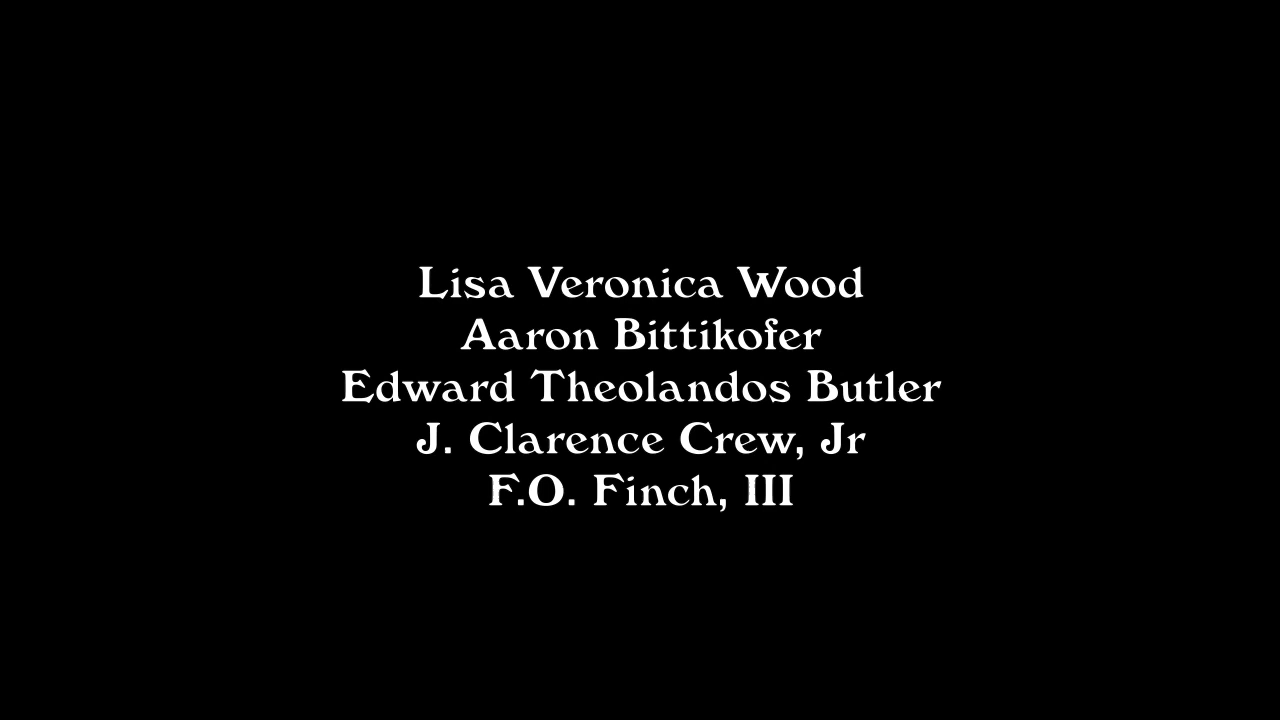 Lisa Veronica Wood
Aaron Bittikofer
Edward Theolandos Butler
J. Clarence Crew, Jr
F.O. Finch, III